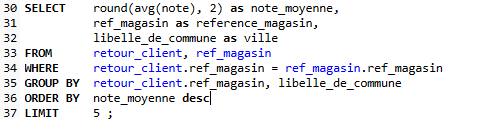 30 SELECT round(avg(note), 2) as note_moyenne,
31 ref_magasin as reference_magasin,
32 libelle_de_commune as ville
33 FROM retour_client, ref_magasin
34 WHERE retour_client.ref_magasin = ref_magasin.ref_magasin
35 GROUP BY retour_client.ref_magasin, libelle_de_commune
36 ORDER BY note_moyenne desc
37 LIMIT 5 ;